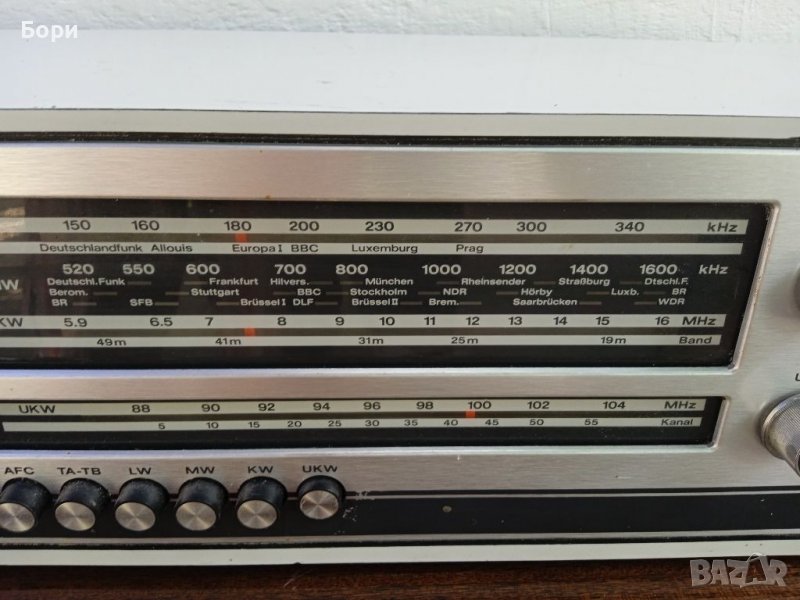 Бори
150 160 180 200 230 270 300 340 kHz
Deutschlandfunk Allouis Europa I BBC Luxemburg Prag
520 550 600 700 800 1000 1200 1400 1600 kHz
Deutschl.Funk Frankfurt Hilvers. München Rheinsender Straßburg Dtschl.F.
MW Berom. Stuttgart BBC Stockholm NDR Hörby Luxb. BR
BR SFB Brüssel I DLF Brüssel II Brem. Saarbrücken WDR
KW 5.9 6.5 7 8 9 10 11 12 13 14 15 16 MHz
49m 41m 31m 25m 19m Band
UKW 88 90 92 94 96 98 100 102 104 MHz
5 10 15 20 25 30 35 40 45 50 55 Kanal
AFC TA-TB LW MW KW UKW
BAZAR